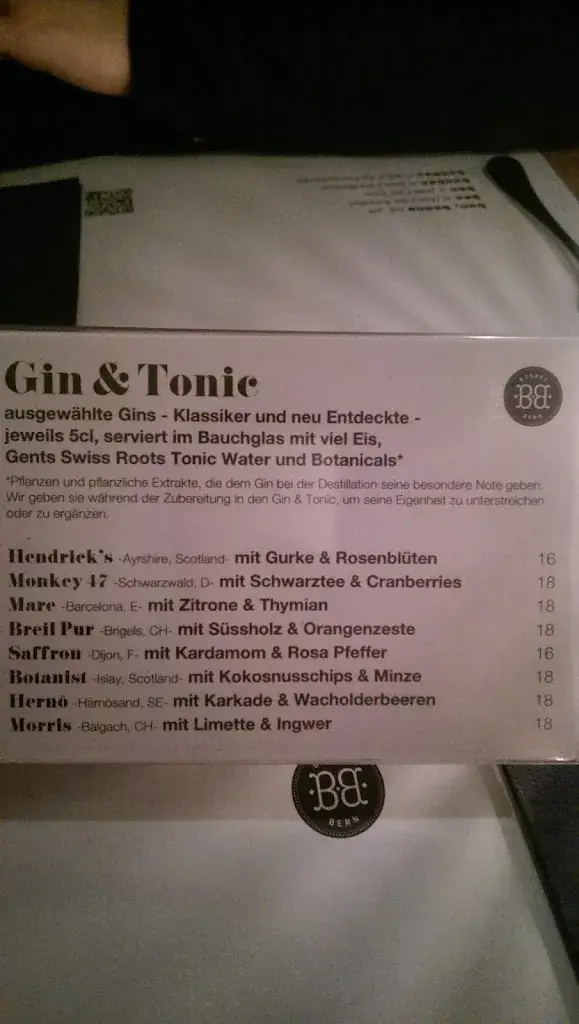 Gin & Tonic
ausgewählte Gins - Klassiker und neu Entdeckte -
jeweils 5cl, serviert im Bauchglas mit viel Eis,
Gents Swiss Roots Tonic Water und Botanicals*
*Pflanzen und pflanzliche Extrakte, die dem Gin bei der Destillation seine besondere Note geben.
Wir geben sie während der Zubereitung in den Gin & Tonic, um seine Eigenheit zu unterstreichen
oder zu ergänzen.
Hendrick's -Ayrshire, Scotland- mit Gurke & Rosenblüten 16
Monkey 47 -Schwarzwald, D- mit Schwarztee & Cranberries 18
Mare -Barcelona, E- mit Zitrone & Thymian 18
Breil Pur -Brigels, CH- mit Süssholz & Orangenzeste 18
Saffron -Dijon, F- mit Kardamom & Rosa Pfeffer 16
Botanist -Islay, Scotland- mit Kokosnusschips & Minze 18
Hernö -Härnösand, SE- mit Karkade & Wacholderbeeren 18
Morris -Balgach, CH- mit Limette & Ingwer 18
BB
BERN
BB
BERN